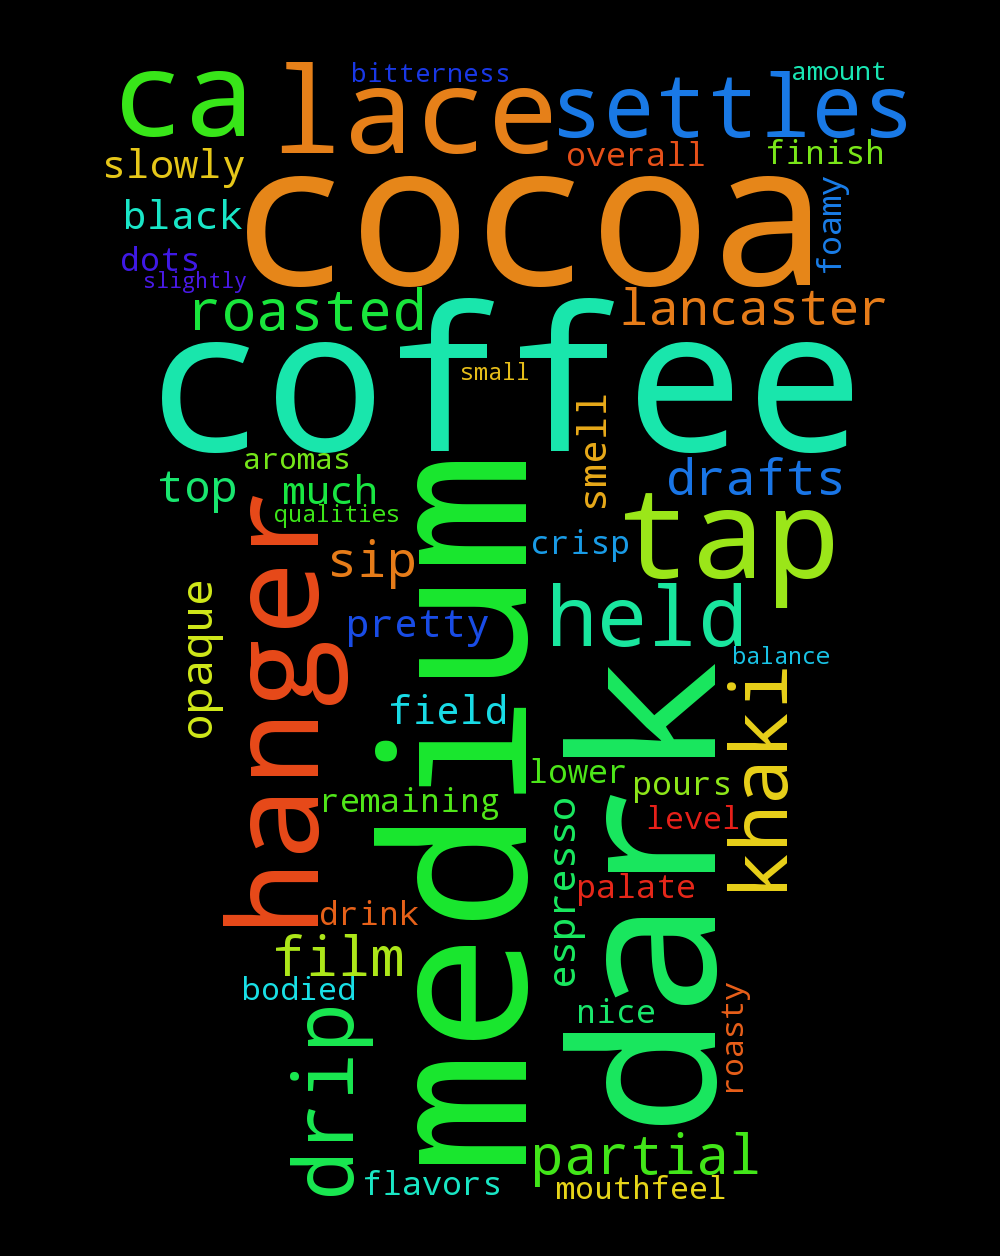 ca
lace
bitterness
settles
amount
slowly
overall
finish
cocoa
black
foamy
dots
slightly
roasted
lancaster
coffee
small
smell
aromas
top
much
drafts
qualities
hanger
medium
tap
sip
crisp
opaque
pretty
held
balance
field
dark
khaki
lower
pours
remaining
level
espresso
palate
drink
film
bodied
nice
roasty
drip
partial
flavors
mouthfeel